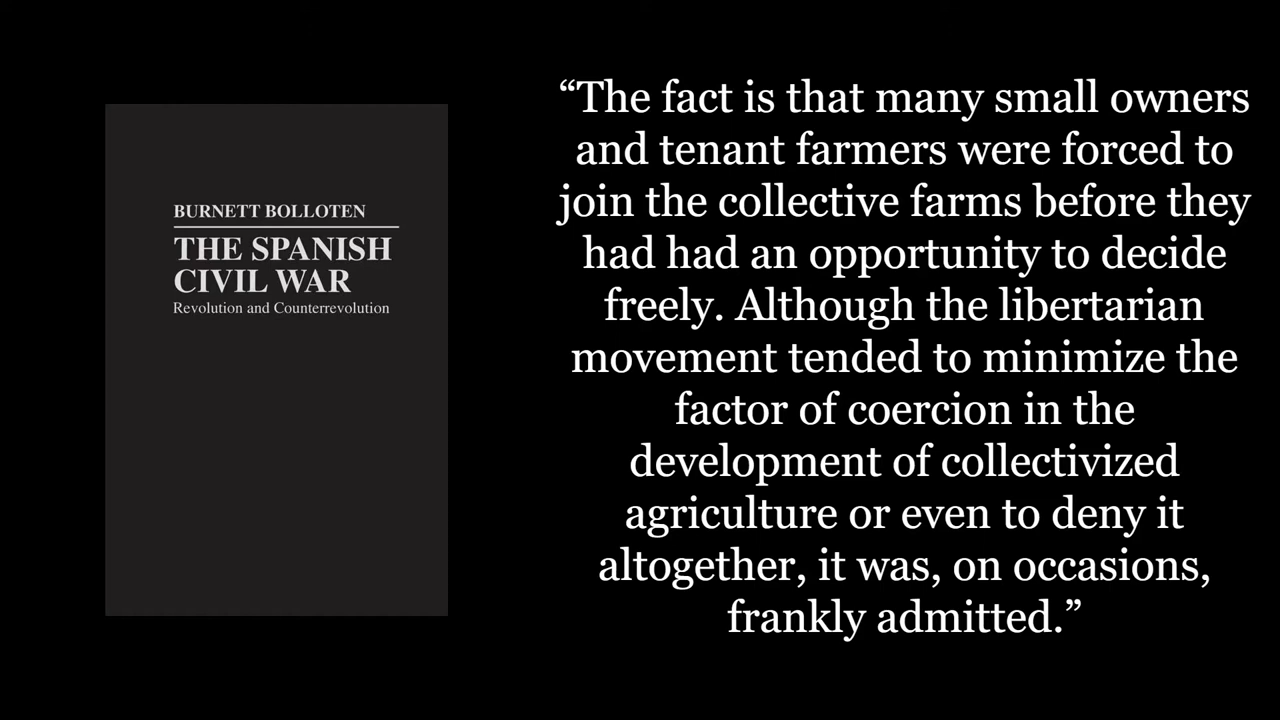 BURNETT BOLLOTEN
THE SPANISH
CIVIL WAR
Revolution and Counterrevolution
“The fact is that many small owners
and tenant farmers were forced to
join the collective farms before they
had had an opportunity to decide
freely. Although the libertarian
movement tended to minimize the
factor of coercion in the
development of collectivized
agriculture or even to deny it
altogether, it was, on occasions,
frankly admitted.”